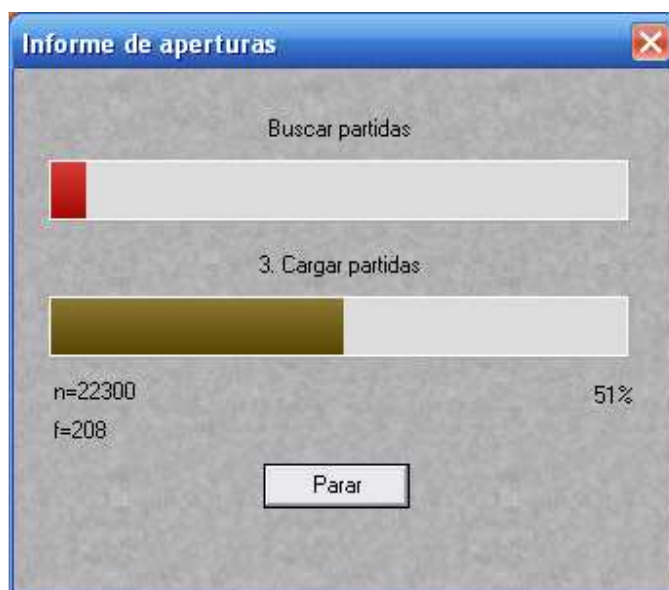 Informe de aperturas
Buscar partidas
3. Cargar partidas
n=22300
51%
f=208
Parar